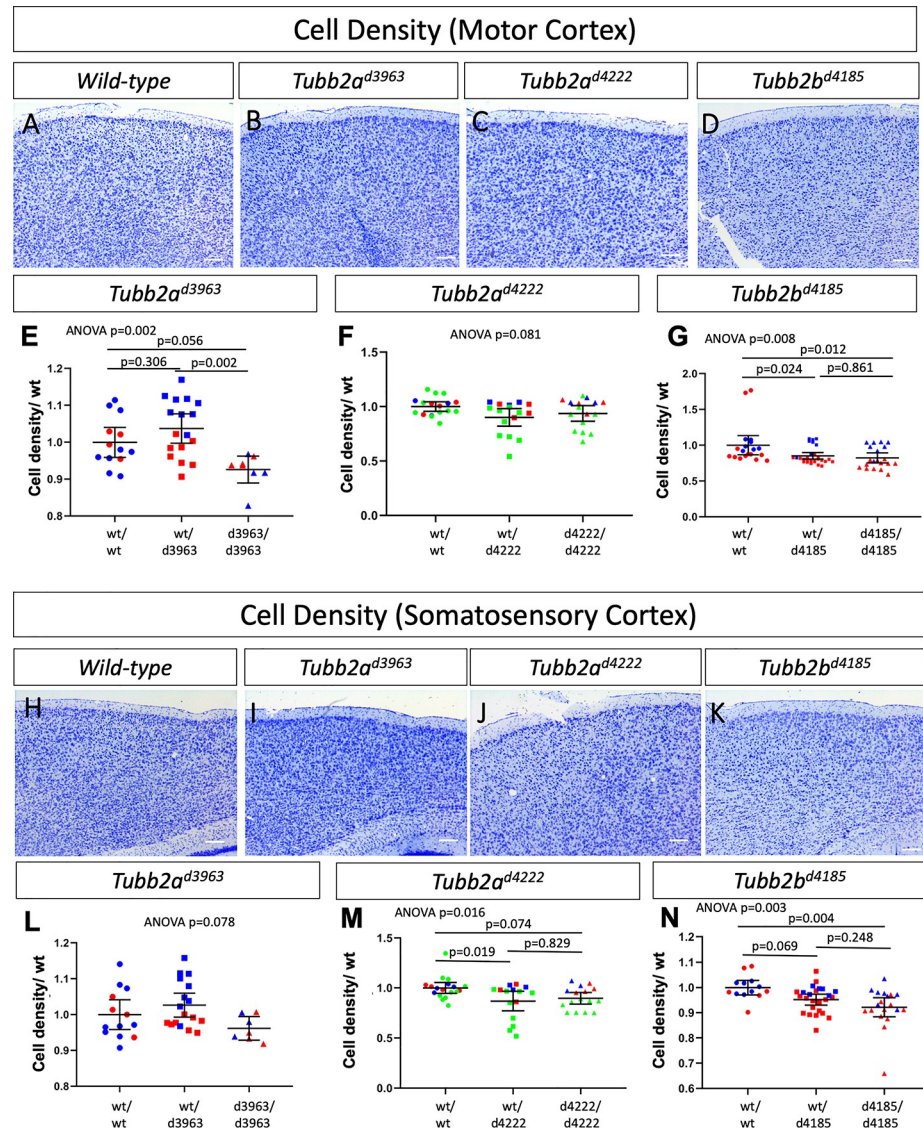 Cell Density (Motor Cortex)
Wild-type Tubb2a^d3963 Tubb2a^d4222 Tubb2b^d4185
A B C D
Tubb2a^d3963 Tubb2a^d4222 Tubb2b^d4185
E
ANOVA p=0.002
p=0.056
p=0.306 p=0.002
Cell density/ wt
1.2
1.1
1.0
0.9
0.8
wt/ wt/ d3963/
wt d3963 d3963
F
ANOVA p=0.081
Cell density/ wt
1.5
1.0
0.5
0.0
wt/ wt/ d4222/
wt d4222 d4222
G
ANOVA p=0.008
p=0.012
p=0.024 p=0.861
Cell density/ wt
2.0
1.5
1.0
0.5
0.0
wt/ wt/ d4185/
wt d4185 d4185
Cell Density (Somatosensory Cortex)
Wild-type Tubb2a^d3963 Tubb2a^d4222 Tubb2b^d4185
H I J K
Tubb2a^d3963 Tubb2a^d4222 Tubb2b^d4185
L
ANOVA p=0.078
Cell density/ wt
1.2
1.1
1.0
0.9
0.8
wt/ wt/ d3963/
wt d3963 d3963
M
ANOVA p=0.016
p=0.074
p=0.019 p=0.829
Cell density/ wt
1.5
1.0
0.5
0.0
wt/ wt/ d4222/
wt d4222 d4222
N
ANOVA p=0.003
p=0.004
p=0.069 p=0.248
Cell density/ wt
1.2
1.1
1.0
0.9
0.8
0.7
0.6
wt/ wt/ d4185/
wt d4185 d4185